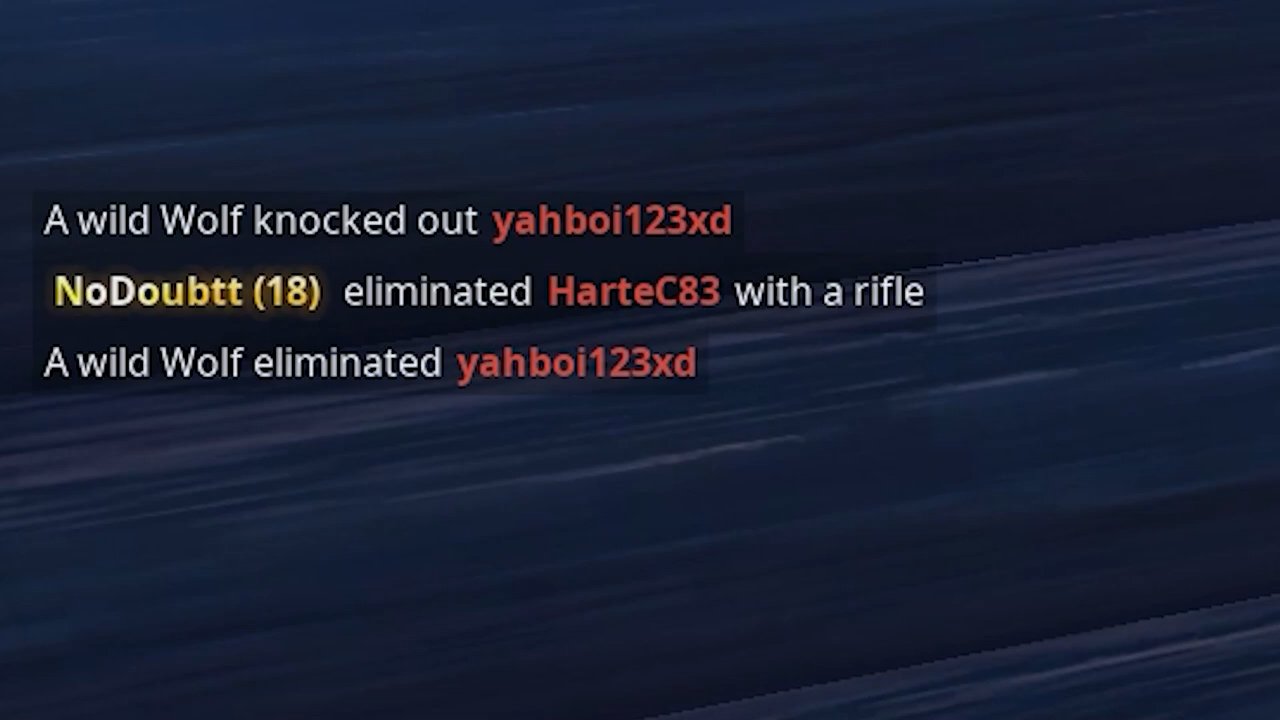 A wild Wolf knocked out yahboi123xd
NoDoubtt (18) eliminated HarteC83 with a rifle
A wild Wolf eliminated yahboi123xd